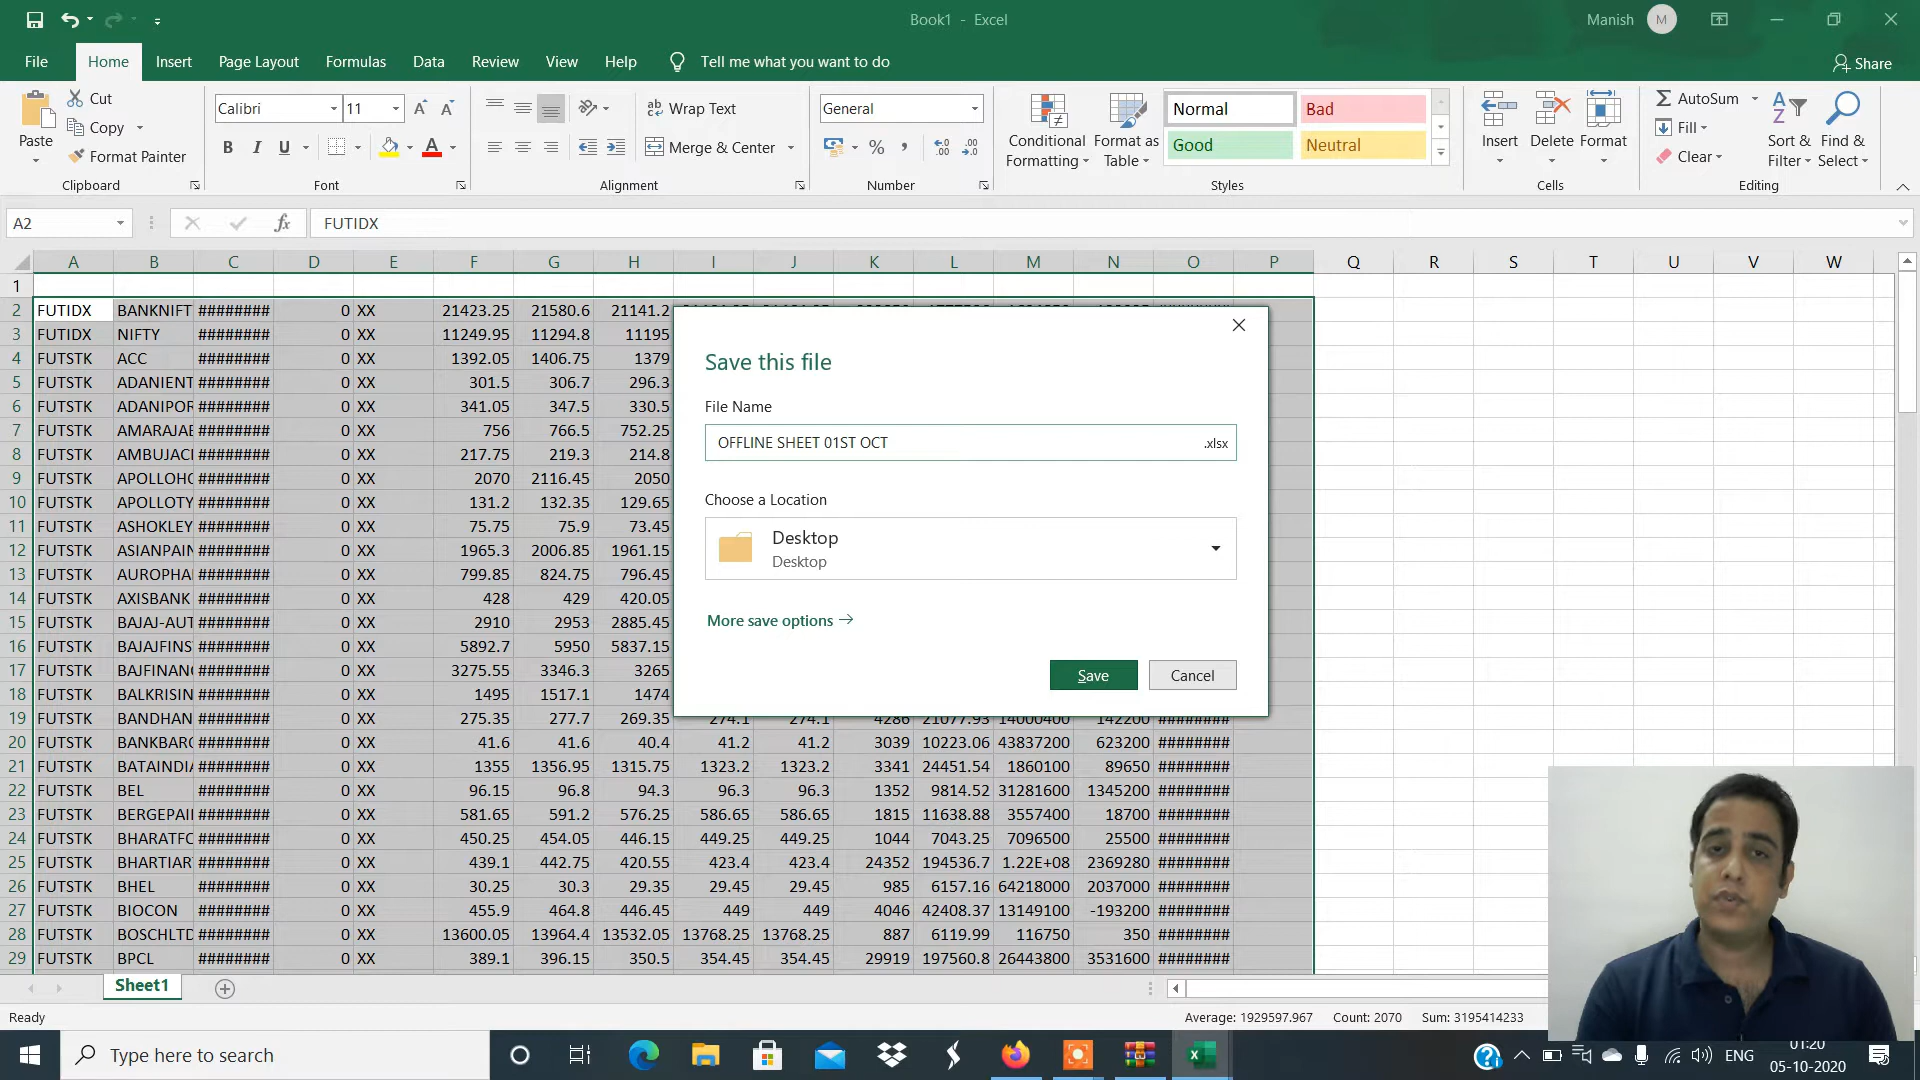 Book1 - Excel
Manish M
File Home Insert Page Layout Formulas Data Review View Help Tell me what you want to do Share
Paste
Cut
Copy
Format Painter
Calibri 11
B I U
Wrap Text
Merge & Center
General
Conditional Formatting
Format as Table
Normal Bad
Good Neutral
Insert Delete Format
AutoSum
Fill
Clear
Sort & Filter
Find & Select
Clipboard Font Alignment Number Styles Cells Editing
A2 fx FUTIDX
A B C D E F G H I J K L M N O P Q R S T U V W
1
2 FUTIDX BANKNIFT ######## 0 XX 21423.25 21580.6 21141.2
3 FUTIDX NIFTY ######## 0 XX 11249.95 11294.8 11195
4 FUTSTK ACC ######## 0 XX 1392.05 1406.75 1379
5 FUTSTK ADANIENT ######## 0 XX 301.5 306.7 296.3
6 FUTSTK ADANIPOR ######## 0 XX 341.05 347.5 330.5
7 FUTSTK AMARAJAB ######## 0 XX 756 766.5 752.25
8 FUTSTK AMBUJACI ######## 0 XX 217.75 219.3 214.8
9 FUTSTK APOLLOHO ######## 0 XX 2070 2116.45 2050
10 FUTSTK APOLLOTY ######## 0 XX 131.2 132.35 129.65
11 FUTSTK ASHOKLEY ######## 0 XX 75.75 75.9 73.45
12 FUTSTK ASIANPAIN ######## 0 XX 1965.3 2006.85 1961.15
13 FUTSTK AUROPHA ######## 0 XX 799.85 824.75 796.45
14 FUTSTK AXISBANK ######## 0 XX 428 429 420.05
15 FUTSTK BAJAJ-AUT ######## 0 XX 2910 2953 2885.45
16 FUTSTK BAJAJFINS ######## 0 XX 5892.7 5950 5837.15
17 FUTSTK BAJFINANC ######## 0 XX 3275.55 3346.3 3265
18 FUTSTK BALKRISIN ######## 0 XX 1495 1517.1 1474
19 FUTSTK BANDHAN ######## 0 XX 275.35 277.7 269.35 274.1 274.1 4286 21077.93 14000400 142200 ########
20 FUTSTK BANKBARO ######## 0 XX 41.6 41.6 40.4 41.2 41.2 3039 10223.06 43837200 623200 ########
21 FUTSTK BATAINDIA ######## 0 XX 1355 1356.95 1315.75 1323.2 1323.2 3341 24451.54 1860100 89650 ########
22 FUTSTK BEL ######## 0 XX 96.15 96.8 94.3 96.3 96.3 1352 9814.52 31281600 1345200 ########
23 FUTSTK BERGEPAI ######## 0 XX 581.65 591.2 576.25 586.65 586.65 1815 11638.88 3557400 18700 ########
24 FUTSTK BHARATFO ######## 0 XX 450.25 454.05 446.15 449.25 449.25 1044 7043.25 7096500 25500 ########
25 FUTSTK BHARTIAR ######## 0 XX 439.1 442.75 420.55 423.4 423.4 24352 194536.7 1.22E+08 2369280 ########
26 FUTSTK BHEL ######## 0 XX 30.25 30.3 29.35 29.45 29.45 985 6157.16 64218000 2037000 ########
27 FUTSTK BIOCON ######## 0 XX 455.9 464.8 446.45 449 449 4046 42408.37 13149100 -193200 ########
28 FUTSTK BOSCHLTD ######## 0 XX 13600.05 13964.4 13532.05 13768.25 13768.25 887 6119.99 116750 350 ########
29 FUTSTK BPCL ######## 0 XX 389.1 396.15 350.5 354.45 354.45 29919 197560.8 26443800 3531600 ########
Save this file
File Name
OFFLINE SHEET 01ST OCT .xlsx
Choose a Location
Desktop
Desktop
More save options
Save Cancel
Sheet1
Ready Average: 1929597.967 Count: 2070 Sum: 3195414233
Type here to search
ENG
01:20
05-10-2020